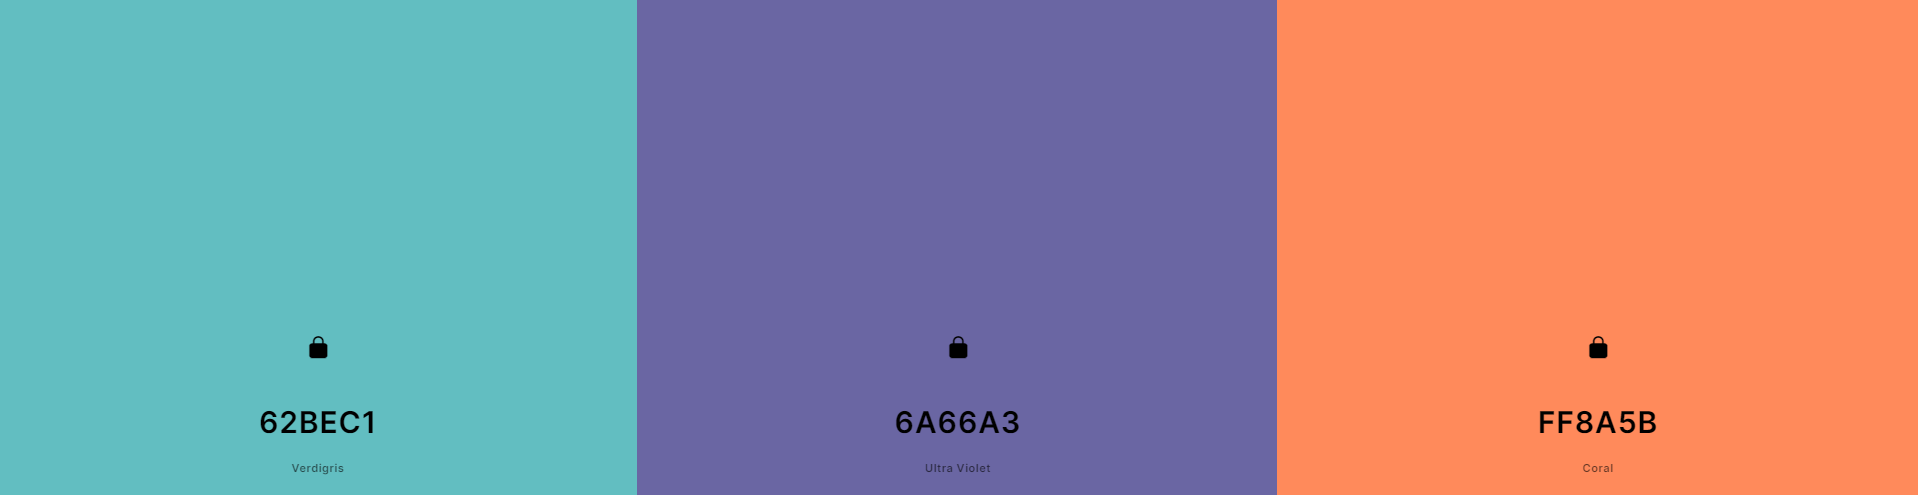 62BEC1
Verdigris
6A66A3
Ultra Violet
FF8A5B
Coral